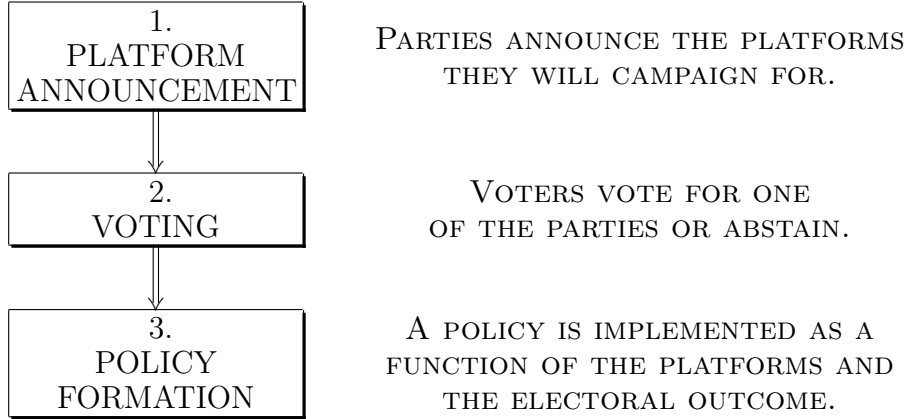 1.
PLATFORM
ANNOUNCEMENT
PARTIES ANNOUNCE THE PLATFORMS
THEY WILL CAMPAIGN FOR.
2.
VOTING
VOTERS VOTE FOR ONE
OF THE PARTIES OR ABSTAIN.
3.
POLICY
FORMATION
A POLICY IS IMPLEMENTED AS A
FUNCTION OF THE PLATFORMS AND
THE ELECTORAL OUTCOME.